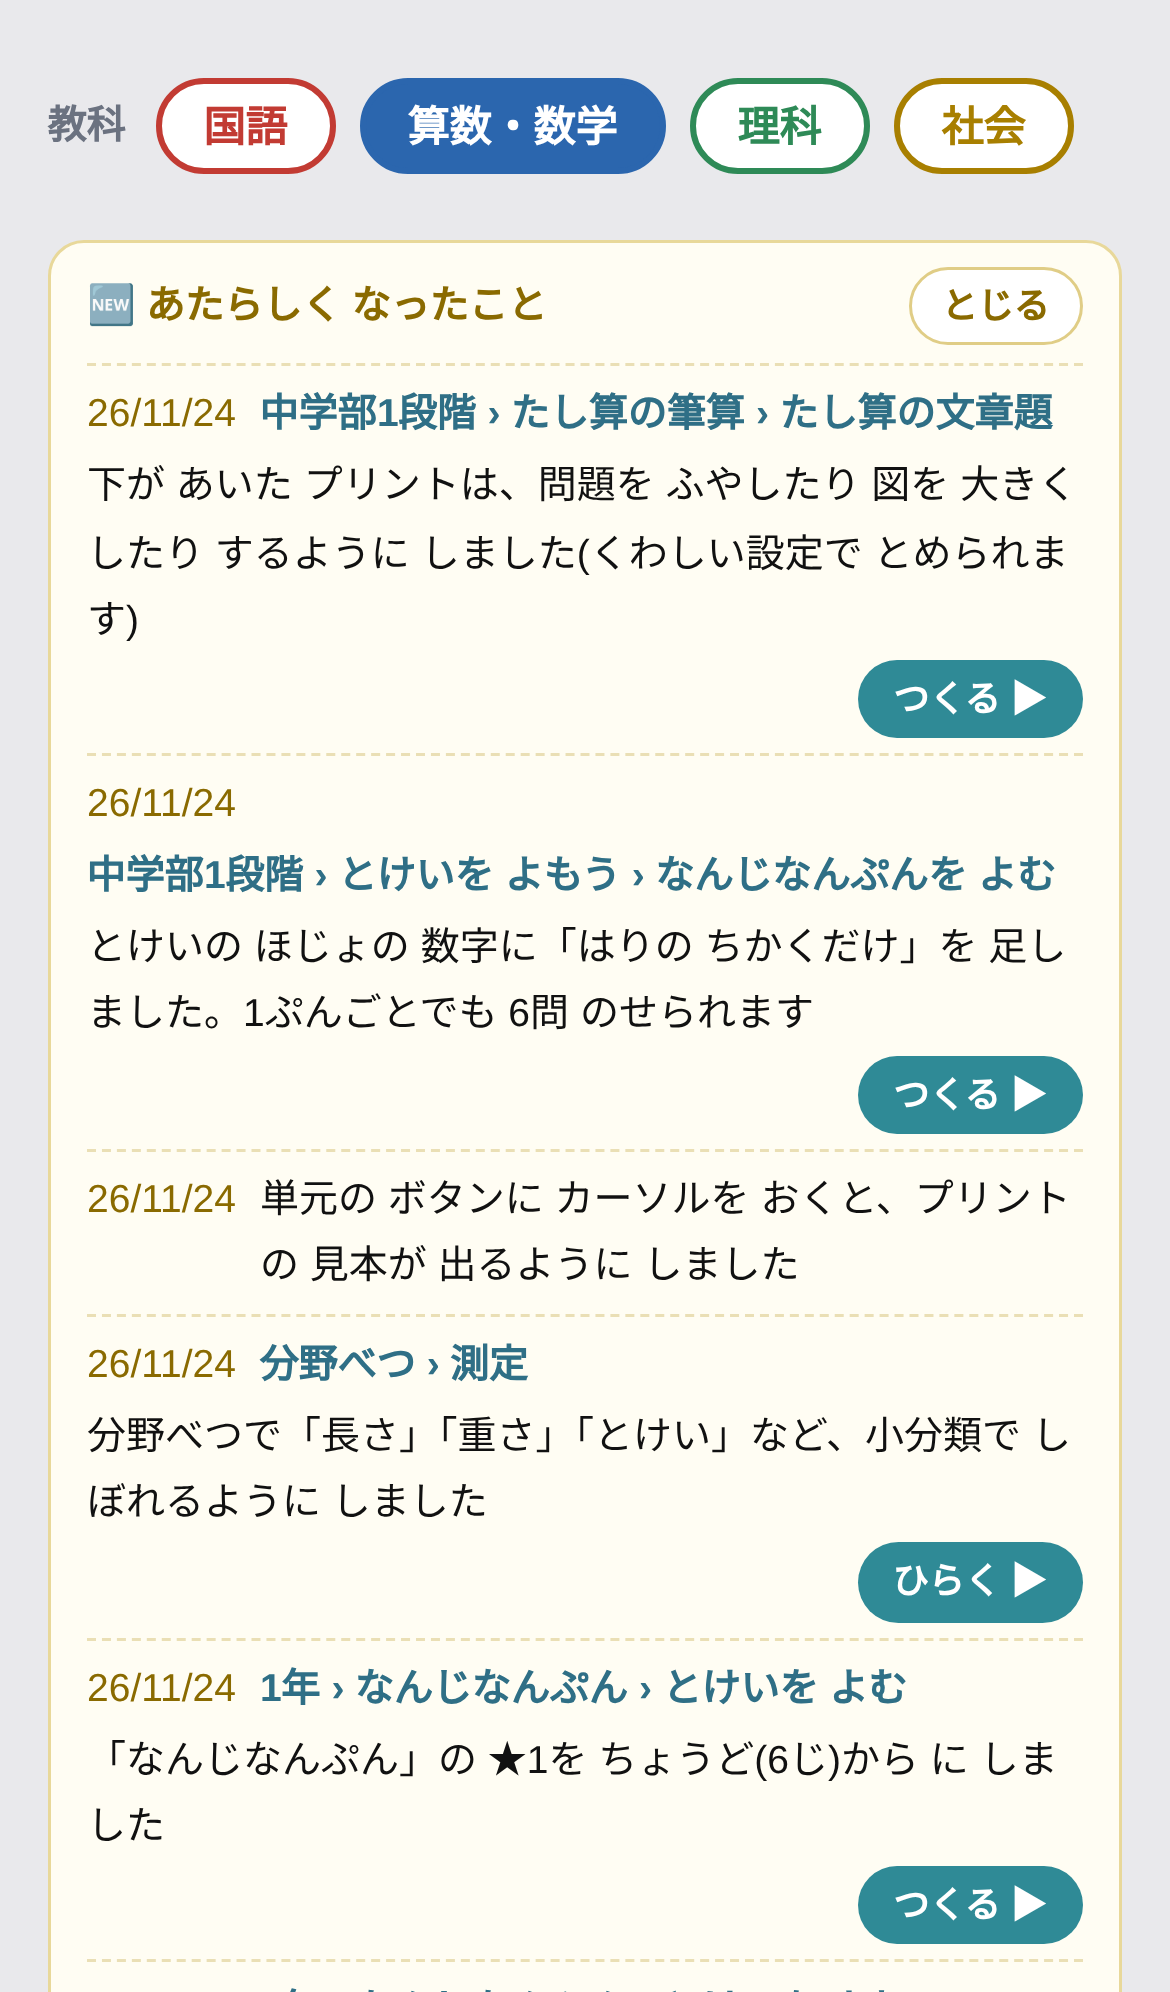 教科 国語 算数・数学 理科 社会
🆕 あたらしく なったこと とじる
26/11/24 中学部1段階 › たし算の筆算 › たし算の文章題
下が あいた プリントは、問題を ふやしたり 図を 大きく
したり するように しました(くわしい設定で とめられま
す)
つくる ▶
26/11/24
中学部1段階 › とけいを よもう › なんじなんぷんを よむ
とけいの ほじょの 数字に「はりの ちかくだけ」を 足し
ました。1ぷんごとでも 6問 のせられます
つくる ▶
26/11/24 単元の ボタンに カーソルを おくと、プリント
の 見本が 出るように しました
26/11/24 分野べつ › 測定
分野べつで「長さ」「重さ」「とけい」など、小分類で し
ぼれるように しました
ひらく ▶
26/11/24 1年 › なんじなんぷん › とけいを よむ
「なんじなんぷん」の ★1を ちょうど(6じ)から に しま
した
つくる ▶